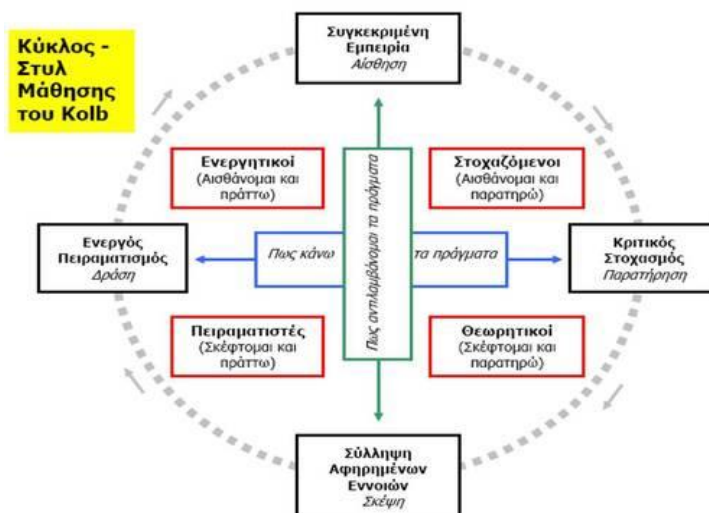 Κύκλος -
Στυλ
Μάθησης
του Kolb
Συγκεκριμένη
Εμπειρία
Αίσθηση
Ενεργητικοί
(Αισθάνομαι και
πράττω)
Στοχαζόμενοι
(Αισθάνομαι και
παρατηρώ)
Ενεργός
Πειραματισμός
Δράση
Πως κάνω τα πράγματα
Πως αντιλαμβάνομαι τα πράγματα
Κριτικός
Στοχασμός
Παρατήρηση
Πειραματιστές
(Σκέφτομαι και
πράττω)
Θεωρητικοί
(Σκέφτομαι και
παρατηρώ)
Σύλληψη
Αφηρημένων
Εννοιών
Σκέψη